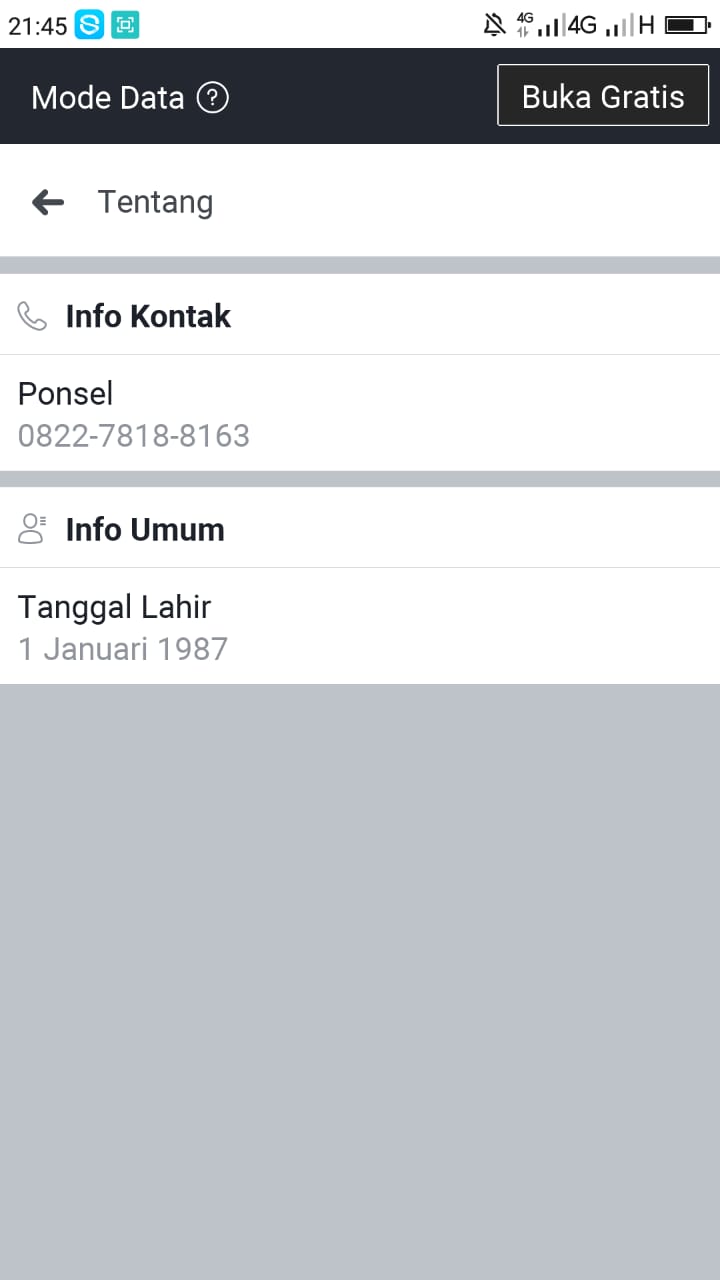 21:45 4G 4G H
Mode Data ? Buka Gratis
Tentang
Info Kontak
Ponsel
0822-7818-8163
Info Umum
Tanggal Lahir
1 Januari 1987